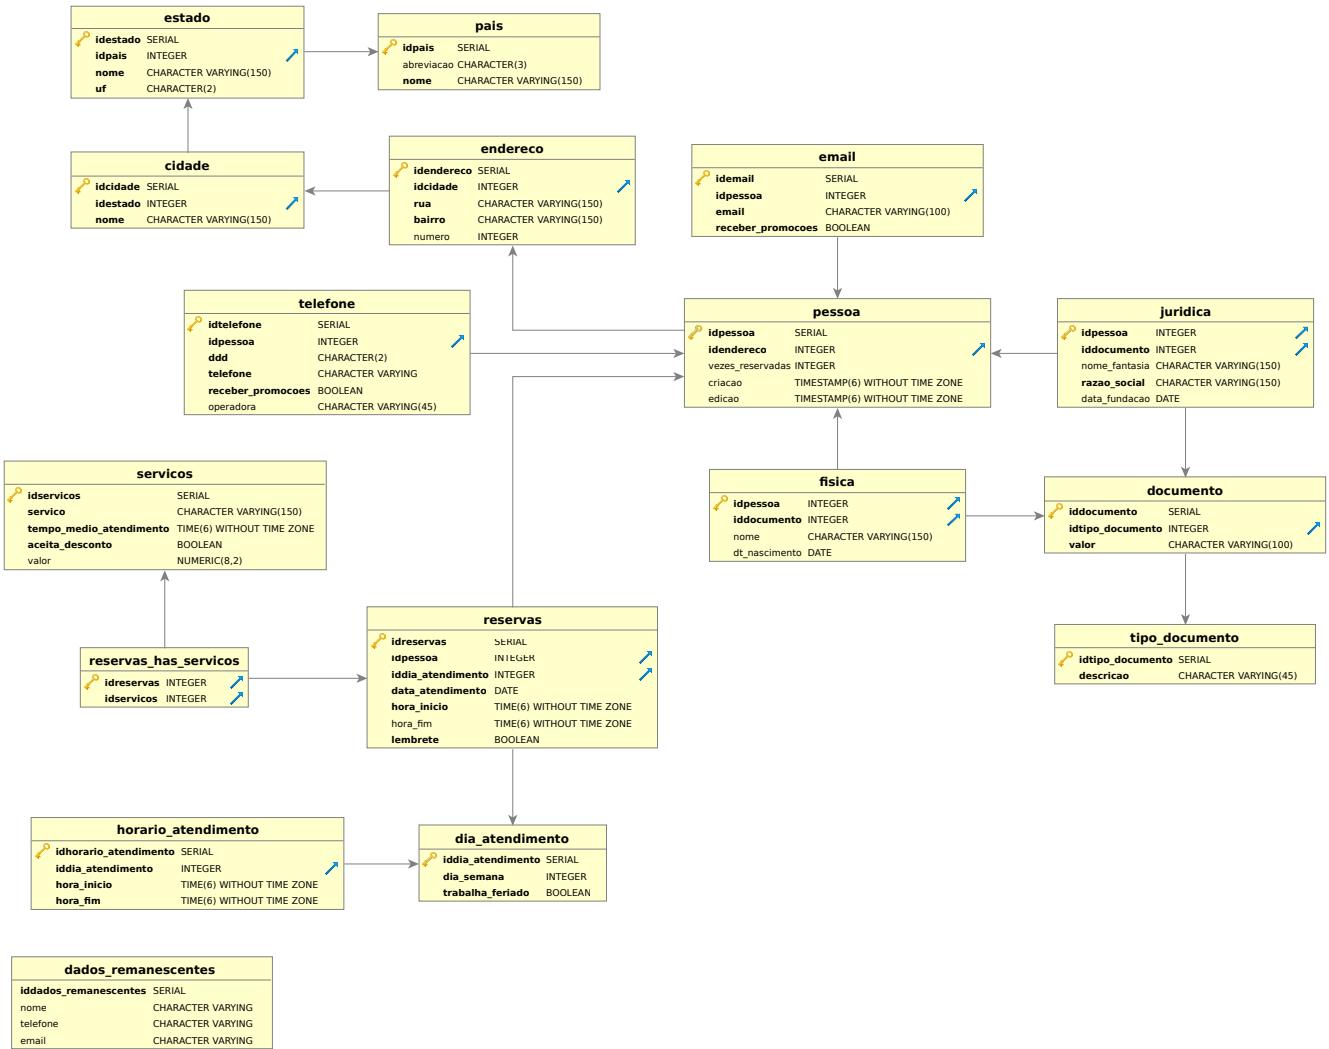 estado
idestado SERIAL
idpais INTEGER
nome CHARACTER VARYING(150)
uf CHARACTER(2)
pais
idpais SERIAL
abreviacao CHARACTER(3)
nome CHARACTER VARYING(150)
cidade
idcidade SERIAL
idestado INTEGER
nome CHARACTER VARYING(150)
endereco
idendereco SERIAL
idcidade INTEGER
rua CHARACTER VARYING(150)
bairro CHARACTER VARYING(150)
numero INTEGER
email
idemail SERIAL
idpessoa INTEGER
email CHARACTER VARYING(100)
receber_promocoes BOOLEAN
telefone
idtelefone SERIAL
idpessoa INTEGER
ddd CHARACTER(2)
telefone CHARACTER VARYING
receber_promocoes BOOLEAN
operadora CHARACTER VARYING(45)
pessoa
idpessoa SERIAL
idendereco INTEGER
vezes_reservadas INTEGER
criacao TIMESTAMP(6) WITHOUT TIME ZONE
edicao TIMESTAMP(6) WITHOUT TIME ZONE
juridica
idpessoa INTEGER
iddocumento INTEGER
nome_fantasia CHARACTER VARYING(150)
razao_social CHARACTER VARYING(150)
data_fundacao DATE
servicos
idservicos SERIAL
servico CHARACTER VARYING(150)
tempo_medio_atendimento TIME(6) WITHOUT TIME ZONE
aceita_desconto BOOLEAN
valor NUMERIC(8,2)
fisica
idpessoa INTEGER
iddocumento INTEGER
nome CHARACTER VARYING(150)
dt_nascimento DATE
documento
iddocumento SERIAL
idtipo_documento INTEGER
valor CHARACTER VARYING(100)
reservas_has_servicos
idreservas INTEGER
idservicos INTEGER
reservas
idreservas SERIAL
idpessoa INTEGER
iddia_atendimento INTEGER
data_atendimento DATE
hora_inicio TIME(6) WITHOUT TIME ZONE
hora_fim TIME(6) WITHOUT TIME ZONE
lembrete BOOLEAN
tipo_documento
idtipo_documento SERIAL
descricao CHARACTER VARYING(45)
horario_atendimento
idhorario_atendimento SERIAL
iddia_atendimento INTEGER
hora_inicio TIME(6) WITHOUT TIME ZONE
hora_fim TIME(6) WITHOUT TIME ZONE
dia_atendimento
iddia_atendimento SERIAL
dia_semana INTEGER
trabalha_feriado BOOLEAN
dados_remanescentes
iddados_remanescentes SERIAL
nome CHARACTER VARYING
telefone CHARACTER VARYING
email CHARACTER VARYING